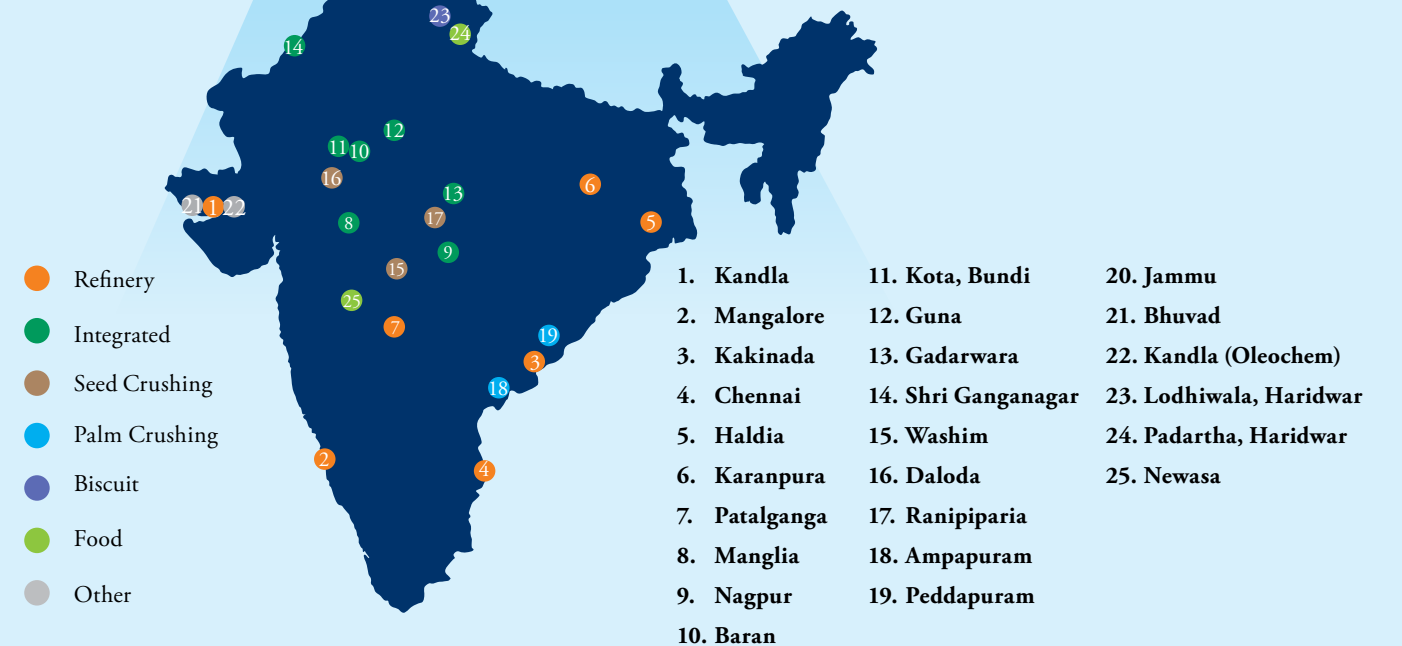 23
24
14
12
11
10
16
13
6
21
1
22
8
17
5
9
15
25
7
19
3
18
2
4
Refinery
Integrated
Seed Crushing
Palm Crushing
Biscuit
Food
Other
1. Kandla
2. Mangalore
3. Kakinada
4. Chennai
5. Haldia
6. Karanpura
7. Patalganga
8. Manglia
9. Nagpur
10. Baran
11. Kota, Bundi
12. Guna
13. Gadarwara
14. Shri Ganganagar
15. Washim
16. Daloda
17. Ranipiparia
18. Ampapuram
19. Peddapuram
20. Jammu
21. Bhuvad
22. Kandla (Oleochem)
23. Lodhiwala, Haridwar
24. Padartha, Haridwar
25. Newasa